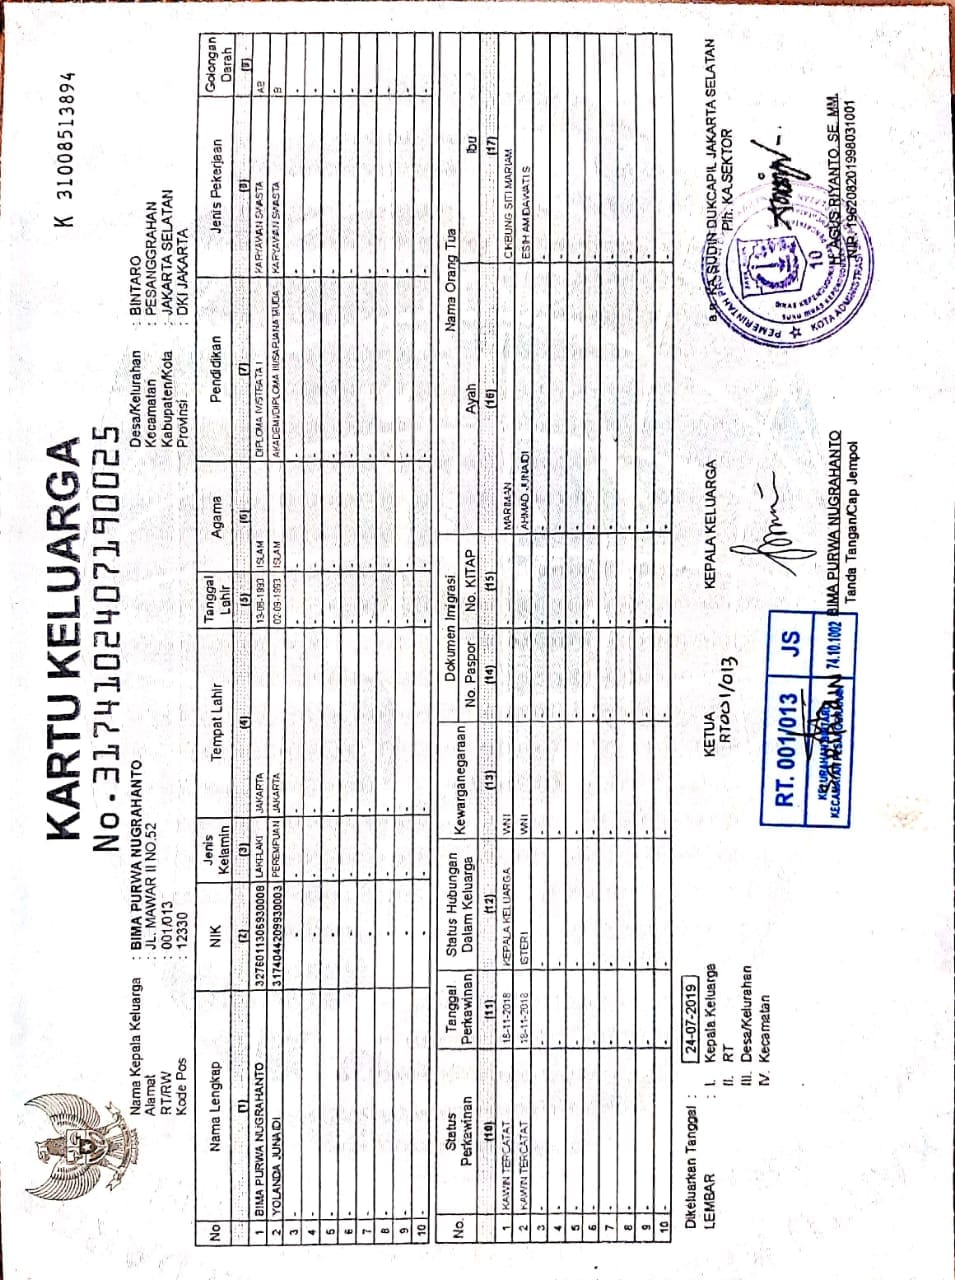 KARTU KELUARGA
K 31008513894
No.3174102407190025
Nama Kepala Keluarga : BIMA PURWA NUGRAHANTO
Alamat : JL. MAWAR II NO.52
RT/RW : 001/013
Kode Pos : 12330
Desa/Kelurahan : BINTARO
Kecamatan : PESANGGRAHAN
Kabupaten/Kota : JAKARTA SELATAN
Provinsi : DKI JAKARTA
No Nama Lengkap NIK Jenis Kelamin Tempat Lahir Tanggal Lahir Agama Pendidikan Jenis Pekerjaan Golongan Darah
(1) (2) (3) (4) (5) (6) (7) (8) (9)
1 BIMA PURWA NUGRAHANTO 3276011306930008 LAKI-LAKI JAKARTA 13-06-1993 ISLAM DIPLOMA IV/STRATA I KARYAWAN SWASTA AB
2 YOLANDA JUNAIDI 3174044209930003 PEREMPUAN JAKARTA 02-09-1993 ISLAM AKADEMI/DIPLOMA III/SARJANA MUDA KARYAWAN SWASTA B
3 - - - - - - - - -
4 - - - - - - - - -
5 - - - - - - - - -
6 - - - - - - - - -
7 - - - - - - - - -
8 - - - - - - - - -
9 - - - - - - - - -
10 - - - - - - - - -
No. Status Perkawinan Tanggal Perkawinan Status Hubungan Dalam Keluarga Kewarganegaraan Dokumen Imigrasi Nama Orang Tua
No. Paspor No. KITAP Ayah Ibu
(10) (11) (12) (13) (14) (15) (16) (17)
1 KAWIN TERCATAT 18-11-2018 KEPALA KELUARGA WNI - - MARIMAN CKBUNG SITI MARIAM
2 KAWIN TERCATAT 18-11-2018 ISTERI WNI - - AHMAD JUNAIDI ESIH AMDAWATIS
3 - - - - - - - -
4 - - - - - - - -
5 - - - - - - - -
6 - - - - - - - -
7 - - - - - - - -
8 - - - - - - - -
9 - - - - - - - -
10 - - - - - - - -
Dikeluarkan Tanggal : 24-07-2019
LEMBAR : I. Kepala Keluarga
II. RT
III. Desa/Kelurahan
IV. Kecamatan
KETUA
RT001/013
RT. 001/013 JS
KELURAHAN BINTARO
KECAMATAN PESANGGRAHAN
74.10.1002
KEPALA KELUARGA
BIMA PURWA NUGRAHANTO
Tanda Tangan/Cap Jempol
a.n. KA.SUDIN DUKCAPIL JAKARTA SELATAN
Plh. KA.SEKTOR
10
H. AGUS RIYANTO SE. MM.
NIP. 196208201998031001